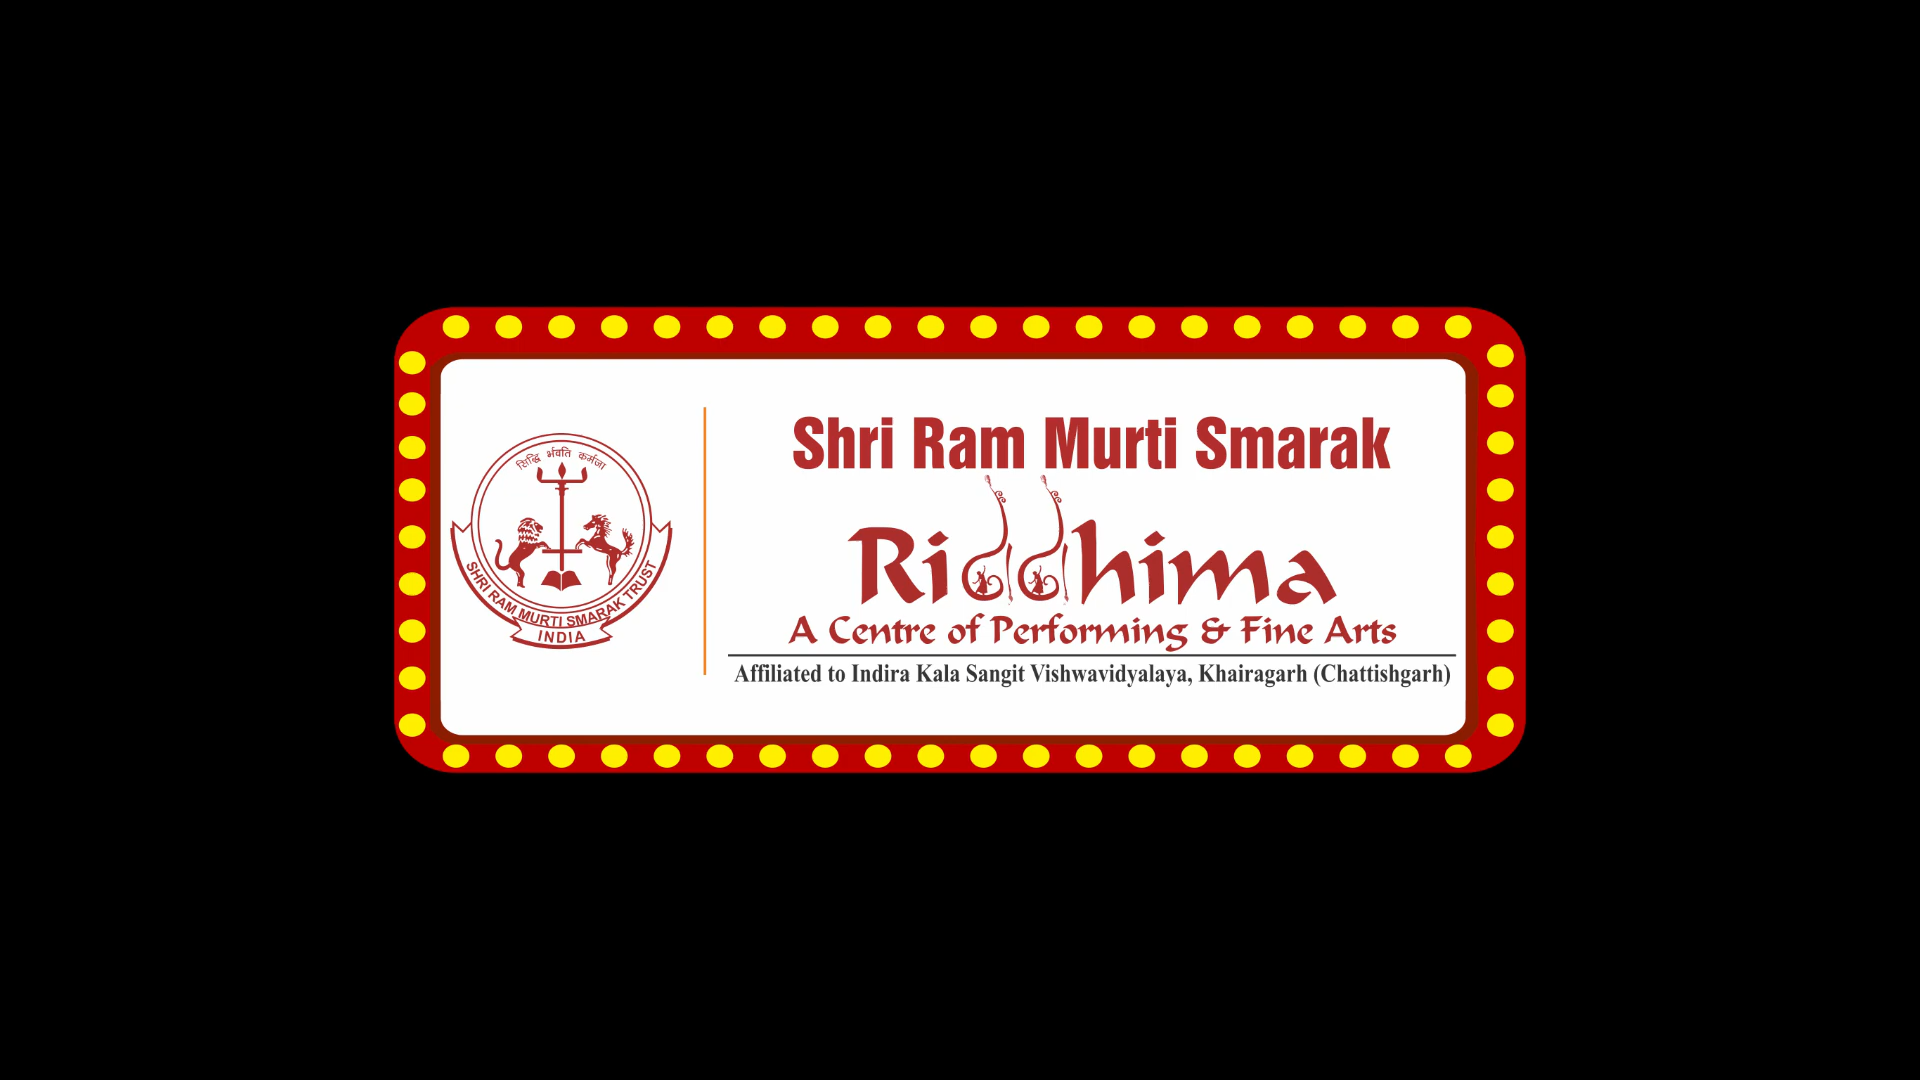 सिद्धि र्भवति कर्मजा
SHRI RAM MURTI SMARAK TRUST
INDIA
Shri Ram Murti Smarak
Riddhima
A Centre of Performing & Fine Arts
Affiliated to Indira Kala Sangit Vishwavidyalaya, Khairagarh (Chattishgarh)